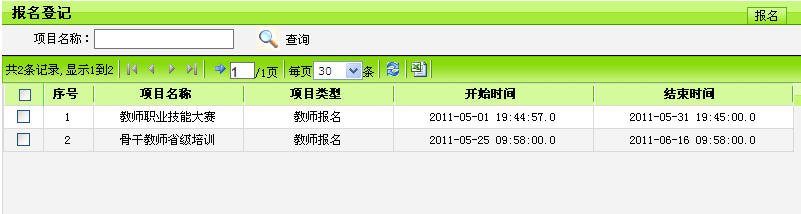 报名登记
报名
项目名称： 查询
共2条记录,显示1到2 1 /1页 每页 30 条
序号 项目名称 项目类型 开始时间 结束时间
1 教师职业技能大赛 教师报名 2011-05-01 19:44:57.0 2011-05-31 19:45:00.0
2 骨干教师省级培训 教师报名 2011-05-25 09:58:00.0 2011-06-16 09:58:00.0